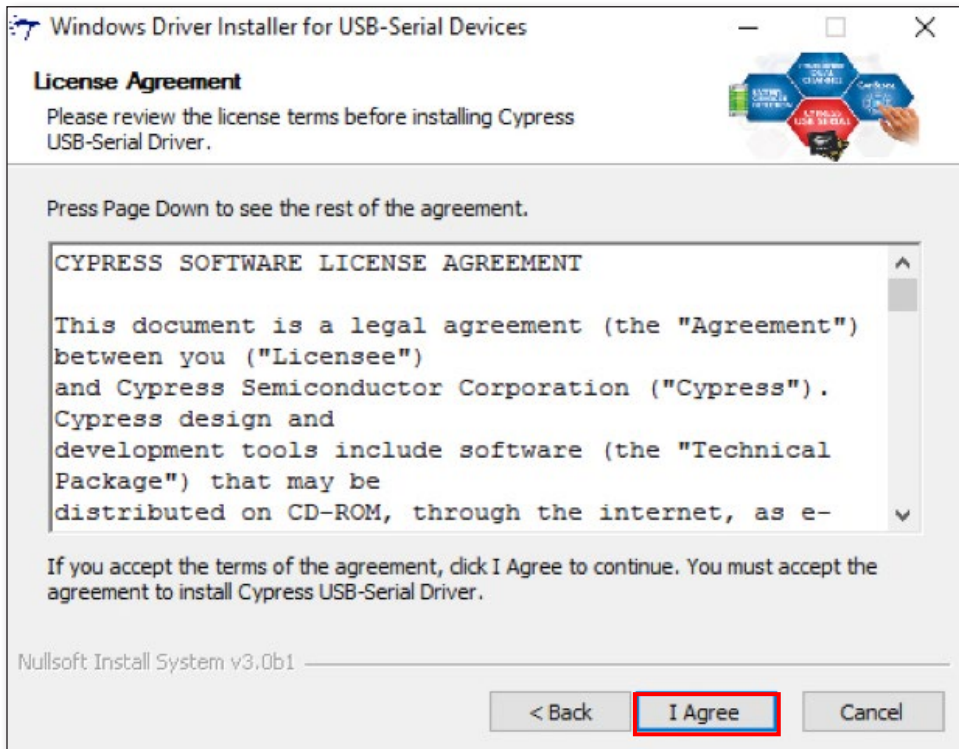 Windows Driver Installer for USB-Serial Devices
License Agreement
Please review the license terms before installing Cypress
USB-Serial Driver.
CYPRESS
USB SERIAL
Press Page Down to see the rest of the agreement.
CYPRESS SOFTWARE LICENSE AGREEMENT
This document is a legal agreement (the "Agreement")
between you ("Licensee")
and Cypress Semiconductor Corporation ("Cypress").
Cypress design and
development tools include software (the "Technical
Package") that may be
distributed on CD-ROM, through the internet, as e-
If you accept the terms of the agreement, click I Agree to continue. You must accept the
agreement to install Cypress USB-Serial Driver.
Nullsoft Install System v3.0b1
< Back
I Agree
Cancel